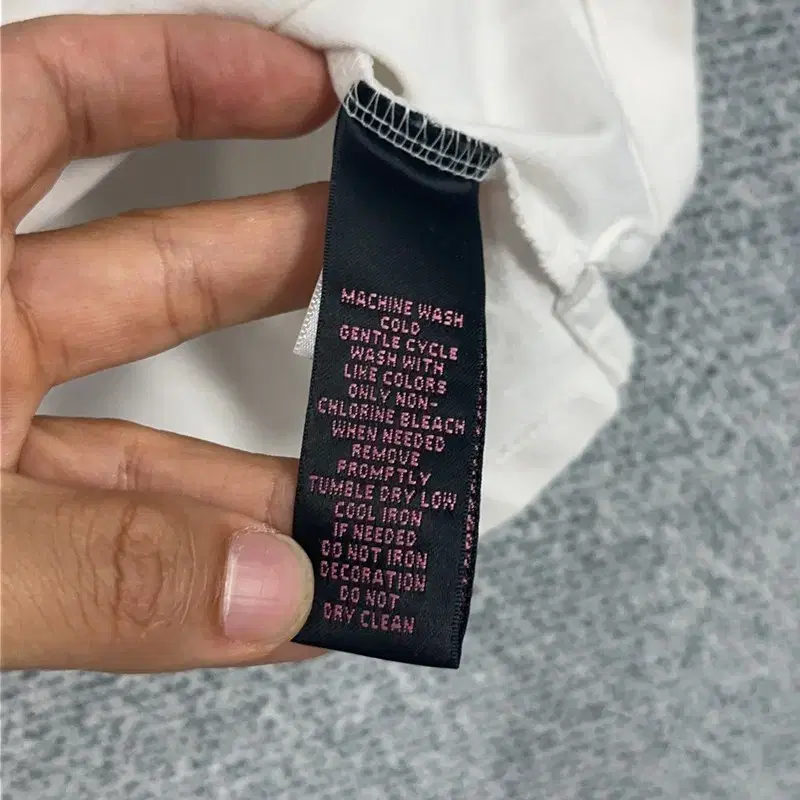 MACHINE WASH
COLD
GENTLE CYCLE
WASH WITH
LIKE COLORS
ONLY NON-
CHLORINE BLEACH
WHEN NEEDED
REMOVE
PROMPTLY
TUMBLE DRY LOW
COOL IRON
IF NEEDED
DO NOT IRON
DECORATION
DO NOT
DRY CLEAN